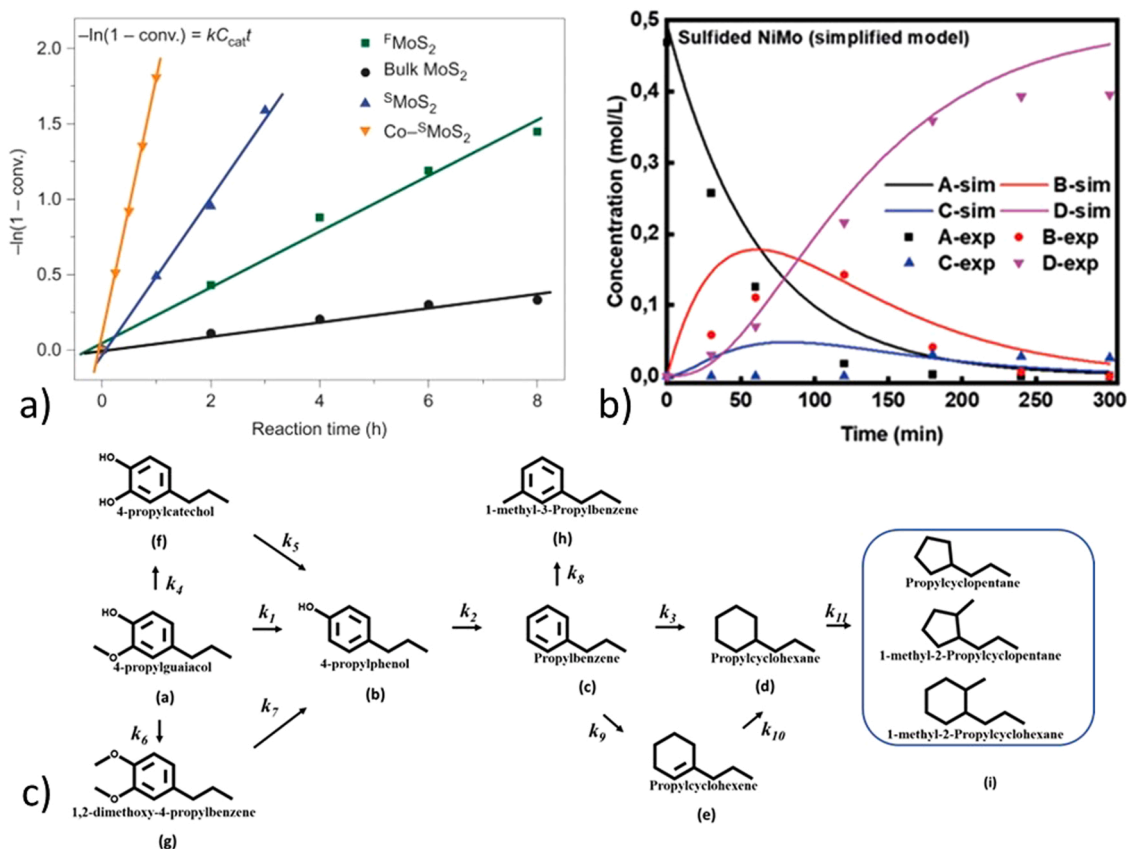 −ln(1 − conv.) = kC_cat t
FMoS2
Bulk MoS2
SMoS2
Co–SMoS2
2.0
1.5
1.0
0.5
0.0
−ln(1 − conv.)
0
2
4
6
8
Reaction time (h)
a)
Sulfided NiMo (simplified model)
0,5
0,4
0,3
0,2
0,1
0,0
Concentration (mol/L)
A-sim
B-sim
C-sim
D-sim
A-exp
B-exp
C-exp
D-exp
0
50
100
150
200
250
300
Time (min)
b)
HO
HO
4-propylcatechol
(f)
1-methyl-3-Propylbenzene
(h)
k5
k4
k8
HO
O
4-propylguaiacol
(a)
k1
HO
4-propylphenol
(b)
k2
Propylbenzene
(c)
k3
Propylcyclohexane
(d)
k11
Propylcyclopentane
1-methyl-2-Propylcyclopentane
1-methyl-2-Propylcyclohexane
(i)
k6
k7
k9
k10
O
O
1,2-dimethoxy-4-propylbenzene
(g)
Propylcyclohexene
(e)
c)